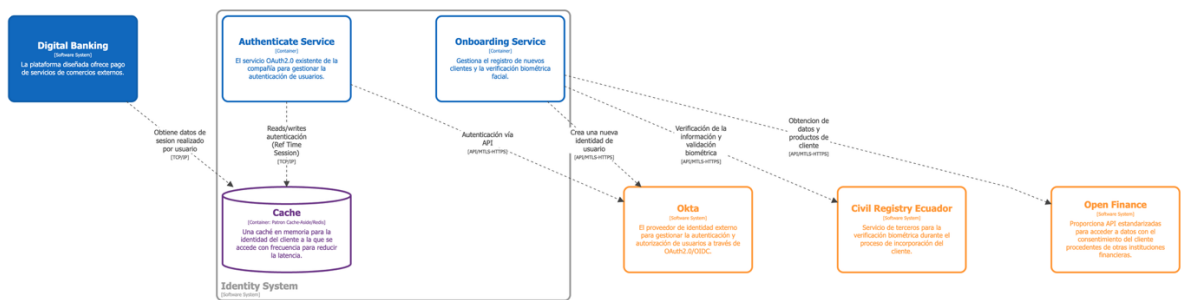 Digital Banking
[Software System]
La plataforma diseñada ofrece pago
de servicios de comercios externos.
Authenticate Service
[Container]
El servicio OAuth2.0 existente de la
compañía para gestionar la
autenticación de usuarios.
Onboarding Service
[Container]
Gestiona el registro de nuevos
clientes y la verificación biométrica
facial.
Obtiene datos de
sesion realizado
por usuario
[TCP/IP]
Reads/writes
autenticación
(Ref Time
Session)
[TCP/IP]
Autenticación vía
API
[API/MTLS-HTTPS]
Crea una nueva
identidad de
usuario
[API/MTLS-HTTPS]
Verificación de la
información y
validación
biométrica
[API/MTLS-HTTPS]
Obtencion de
datos y
productos de
cliente
[API/MTLS-HTTPS]
Cache
[Container: Patron Cache-Aside/Redis]
Una caché en memoria para la
identidad del cliente a la que se
accede con frecuencia para reducir
la latencia.
Okta
[Software System]
El proveedor de identidad externo
para gestionar la autenticación y
autorización de usuarios a través de
OAuth2.0/OIDC.
Civil Registry Ecuador
[Software System]
Servicio de terceros para la
verificación biométrica durante el
proceso de incorporación del
cliente.
Open Finance
[Software System]
Proporciona API estandarizadas
para acceder a datos con el
consentimiento del cliente
procedentes de otras instituciones
financieras.
Identity System
[Software System]